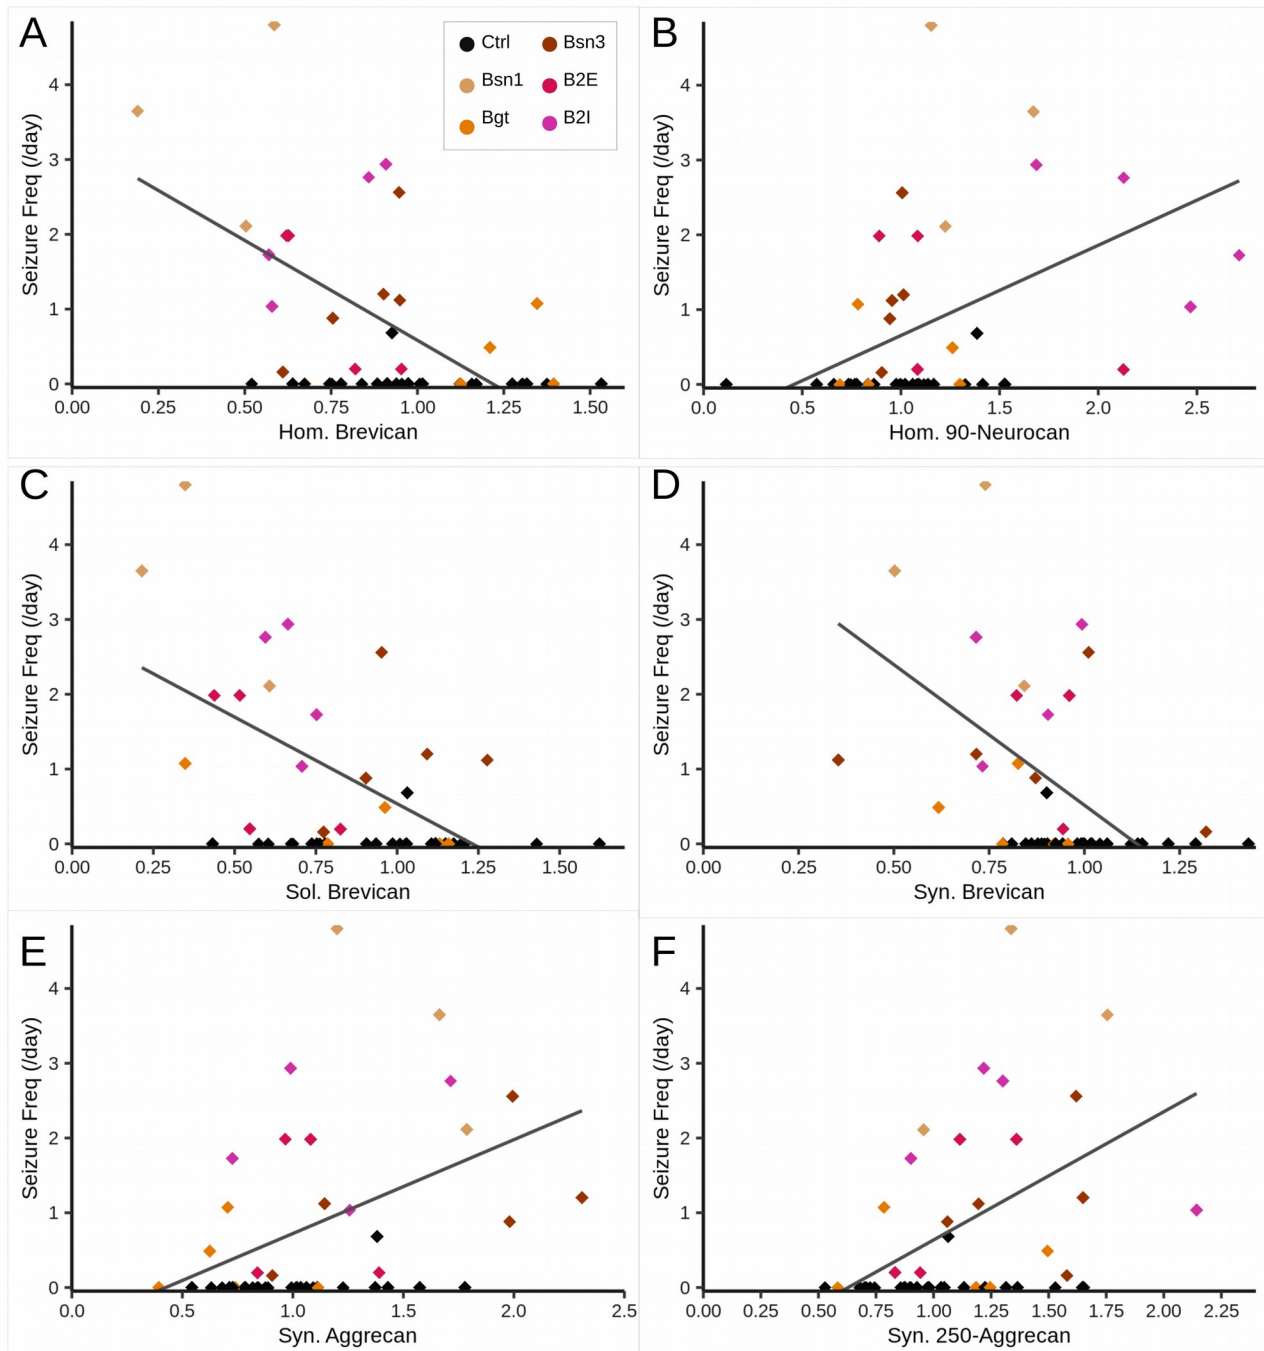 A
Ctrl Bsn3
Bsn1 B2E
Bgt B2I
Seizure Freq (/day)
4
3
2
1
0
0.00 0.25 0.50 0.75 1.00 1.25 1.50
Hom. Brevican
B
Seizure Freq (/day)
4
3
2
1
0
0.0 0.5 1.0 1.5 2.0 2.5
Hom. 90-Neurocan
C
Seizure Freq (/day)
4
3
2
1
0
0.00 0.25 0.50 0.75 1.00 1.25 1.50
Sol. Brevican
D
Seizure Freq (/day)
4
3
2
1
0
0.00 0.25 0.50 0.75 1.00 1.25
Syn. Brevican
E
Seizure Freq (/day)
4
3
2
1
0
0.0 0.5 1.0 1.5 2.0 2.5
Syn. Aggrecan
F
Seizure Freq (/day)
4
3
2
1
0
0.00 0.25 0.50 0.75 1.00 1.25 1.50 1.75 2.00 2.25
Syn. 250-Aggrecan